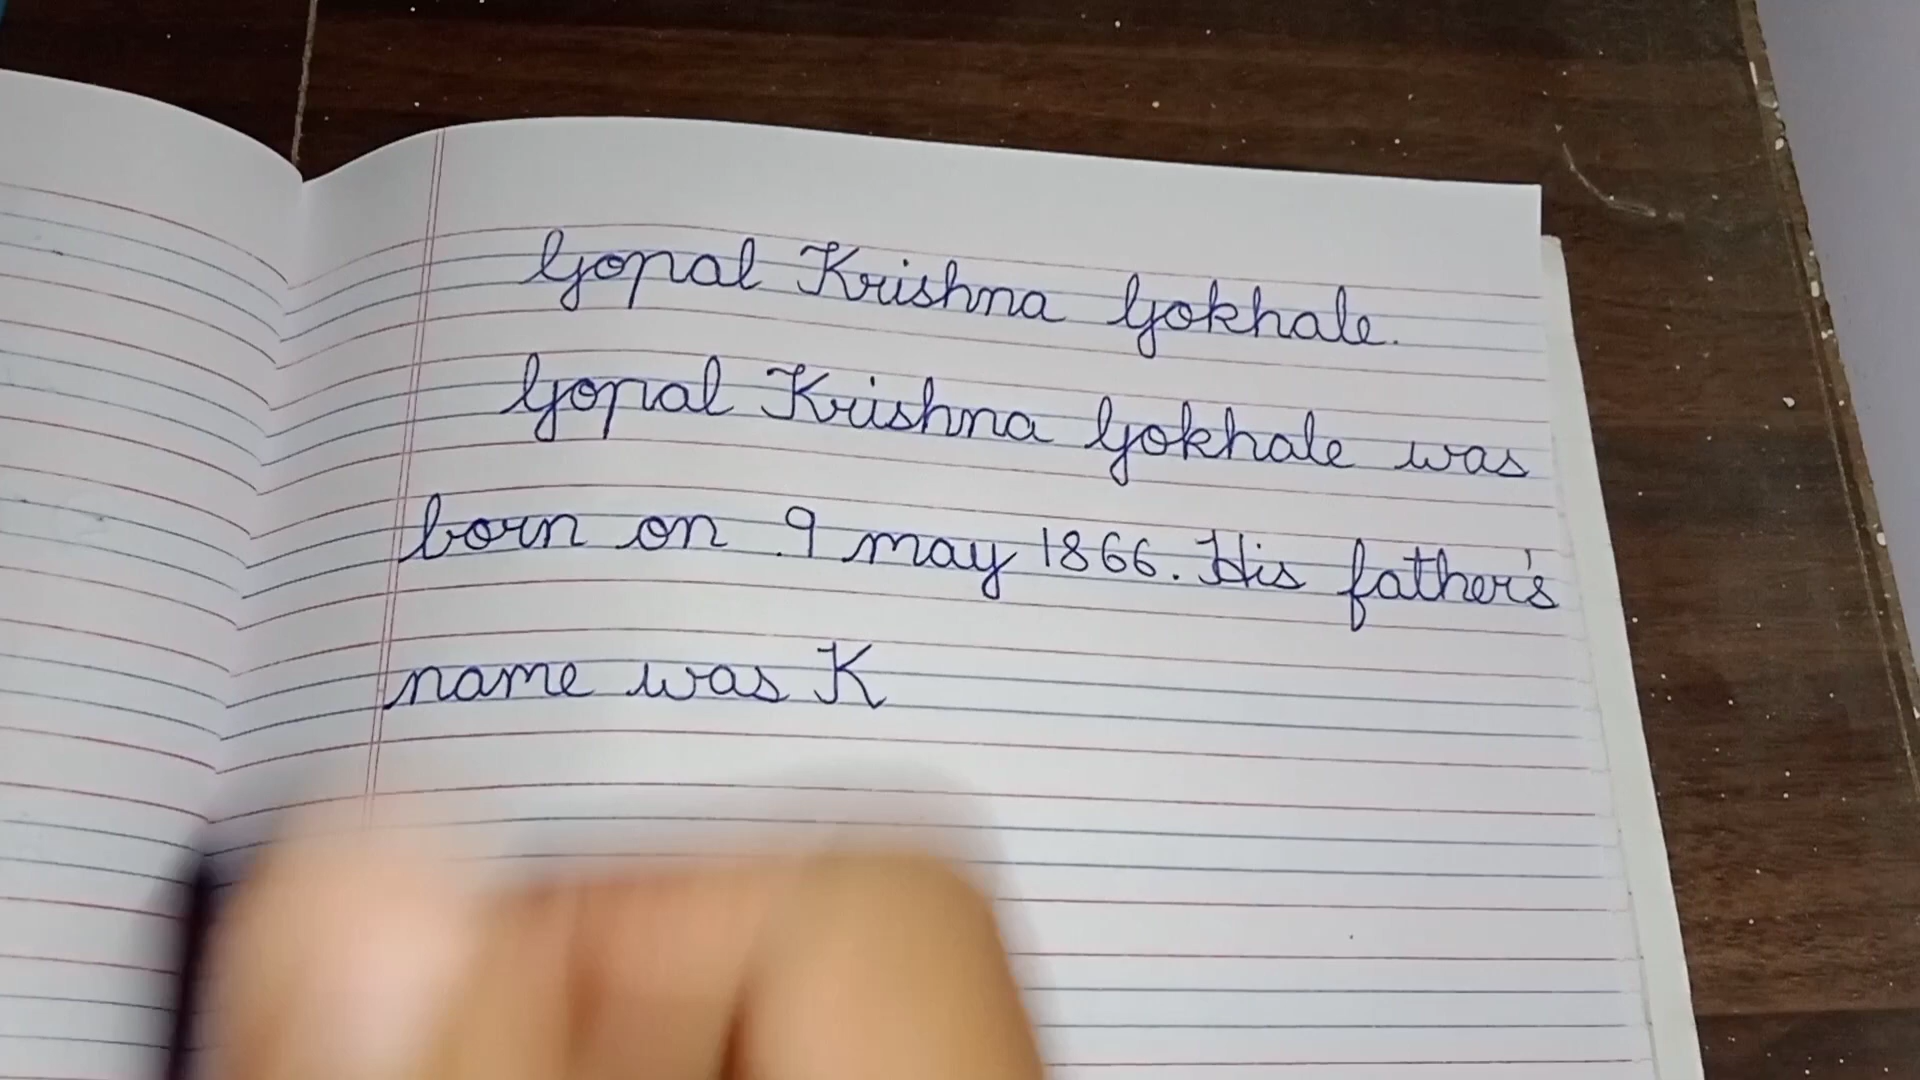 Gopal Krishna Gokhale.
Gopal Krishna Gokhale was
born on 9 may 1866. His father's
name was K